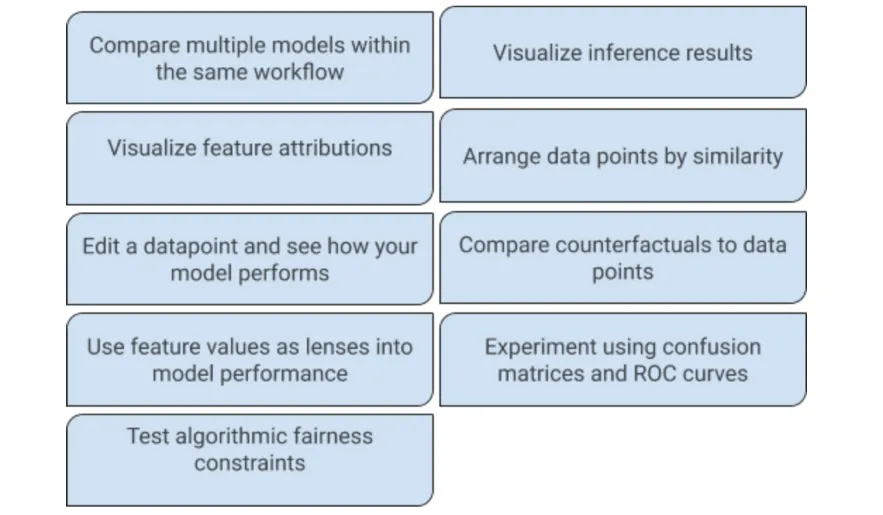 Compare multiple models within
the same workflow
Visualize inference results
Visualize feature attributions
Arrange data points by similarity
Edit a datapoint and see how your
model performs
Compare counterfactuals to data
points
Use feature values as lenses into
model performance
Experiment using confusion
matrices and ROC curves
Test algorithmic fairness
constraints